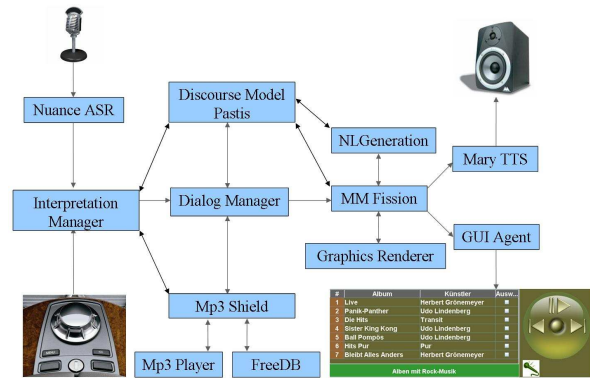 Nuance ASR
Discourse Model
Pastis
NLGeneration
Mary TTS
Interpretation
Manager
Dialog Manager
MM Fission
GUI Agent
Graphics Renderer
Mp3 Shield
Mp3 Player
FreeDB
# Album Künstler Ausw...
1 Live Herbert Grönemeyer
2 Panik-Panther Udo Lindenberg
3 Die Hits Transit
4 Sister King Kong Udo Lindenberg
5 Ball Pompös Udo Lindenberg
6 Hits Pur Pur
7 Bleibt Alles Anders Herbert Grönemeyer
Alben mit Rock-Musik